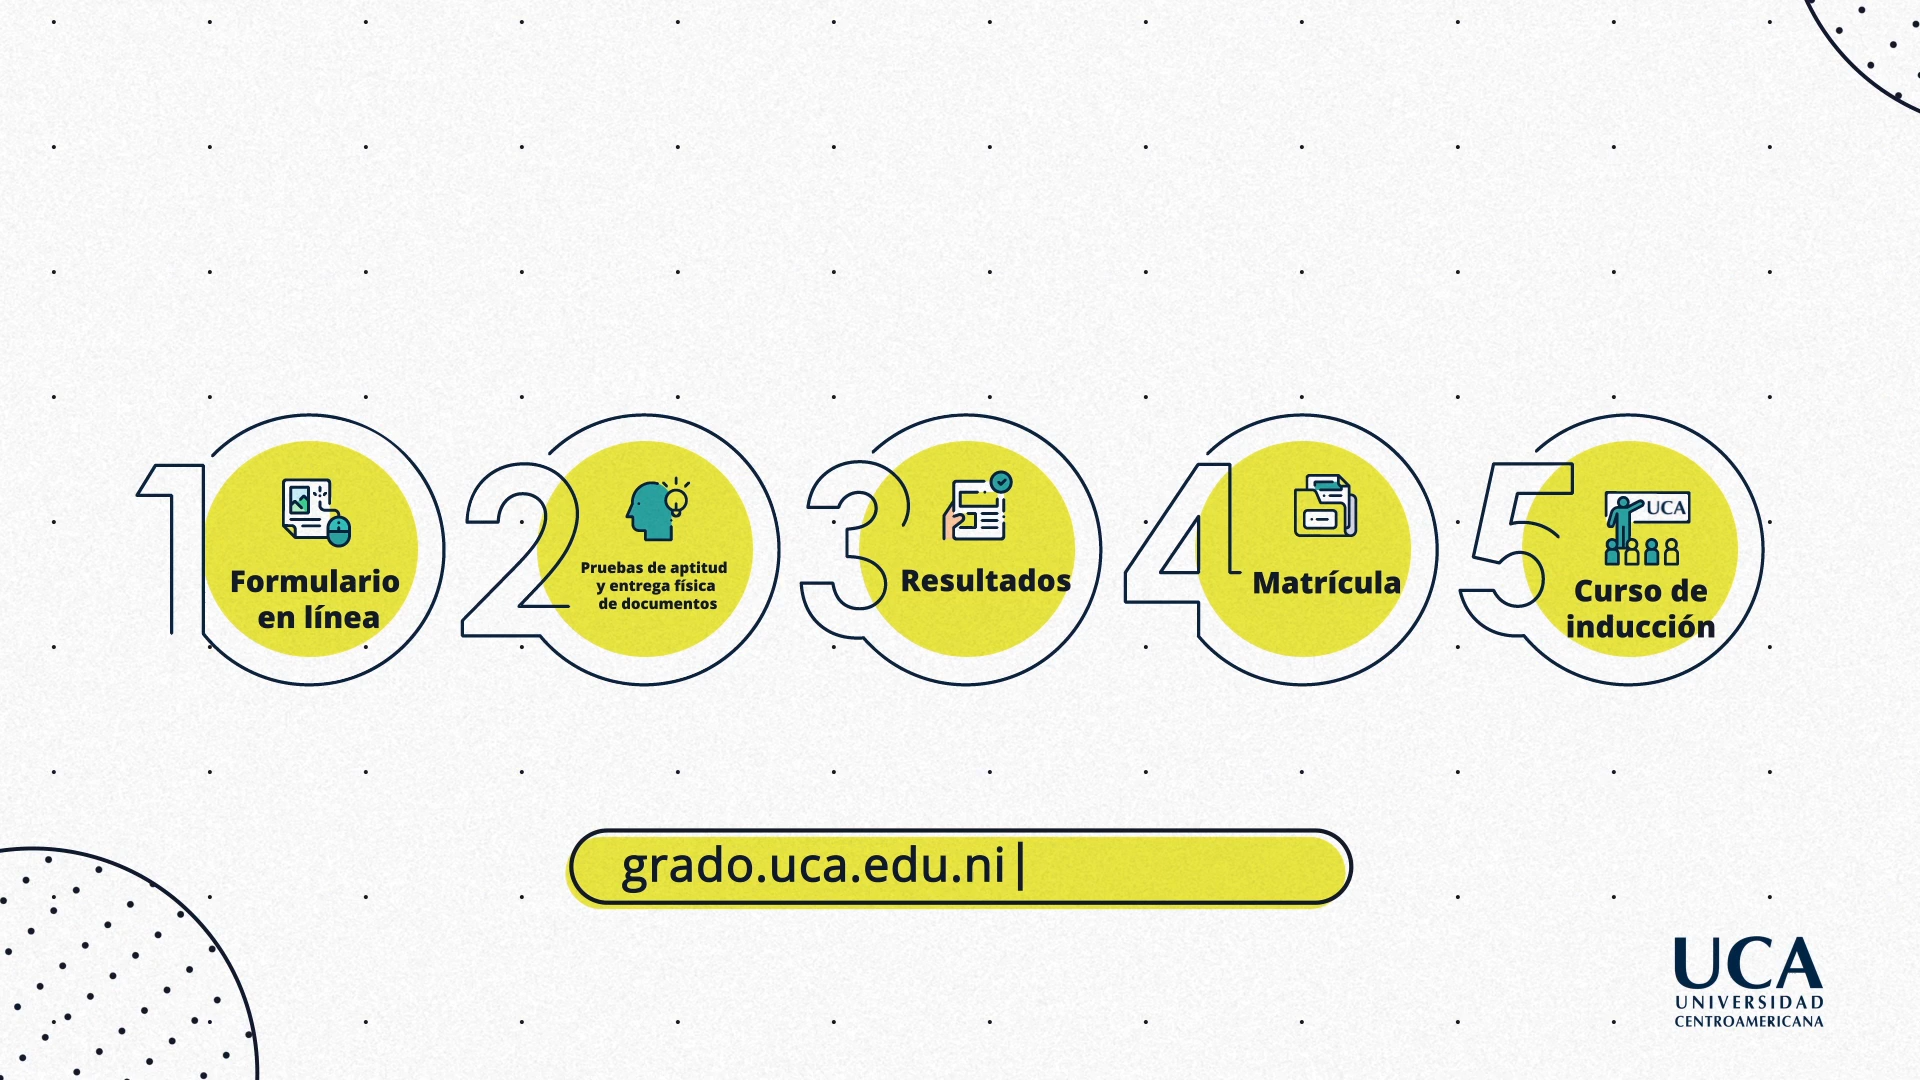 1
Formulario
en línea
2
Pruebas de aptitud
y entrega física
de documentos
3
Resultados
4
Matrícula
5
UCA
Curso de
inducción
grado.uca.edu.ni|
UCA
UNIVERSIDAD
CENTROAMERICANA